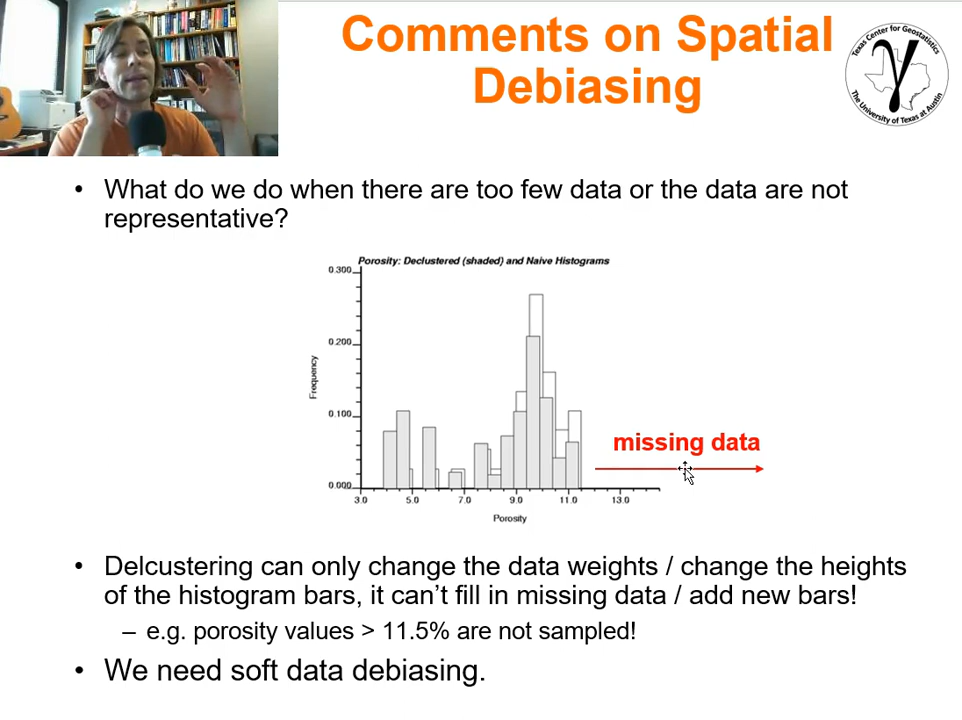 Comments on Spatial
Debiasing
Texas Center for Geostatistics
γ
The University of Texas at Austin
• What do we do when there are too few data or the data are not
representative?
Porosity: Declustered (shaded) and Naive Histograms
0.300
0.200
0.100
0.000
Frequency
3.0 5.0 7.0 9.0 11.0 13.0
Porosity
missing data
• Delcustering can only change the data weights / change the heights
of the histogram bars, it can't fill in missing data / add new bars!
– e.g. porosity values > 11.5% are not sampled!
• We need soft data debiasing.